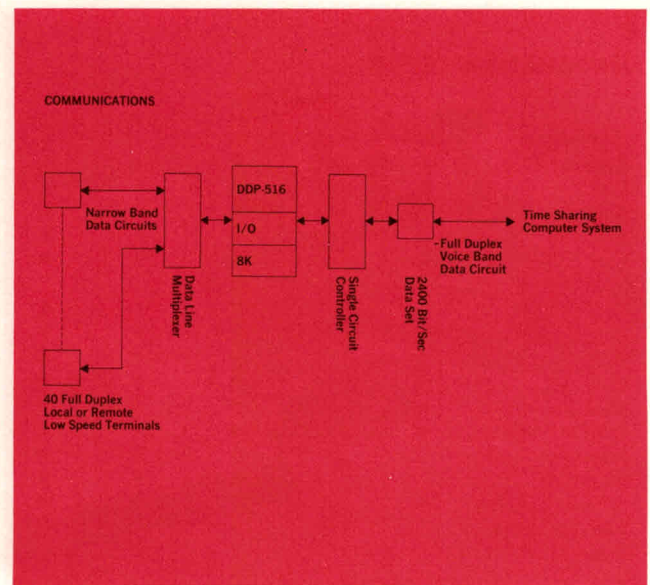 COMMUNICATIONS
Narrow Band
Data Circuits
Data Line
Multiplexer
DDP-516
I/O
8K
Single Circuit
Controller
2400 Bit/Sec
Data Set
-Full Duplex
Voice Band
Data Circuit
Time Sharing
Computer System
40 Full Duplex
Local or Remote
Low Speed Terminals